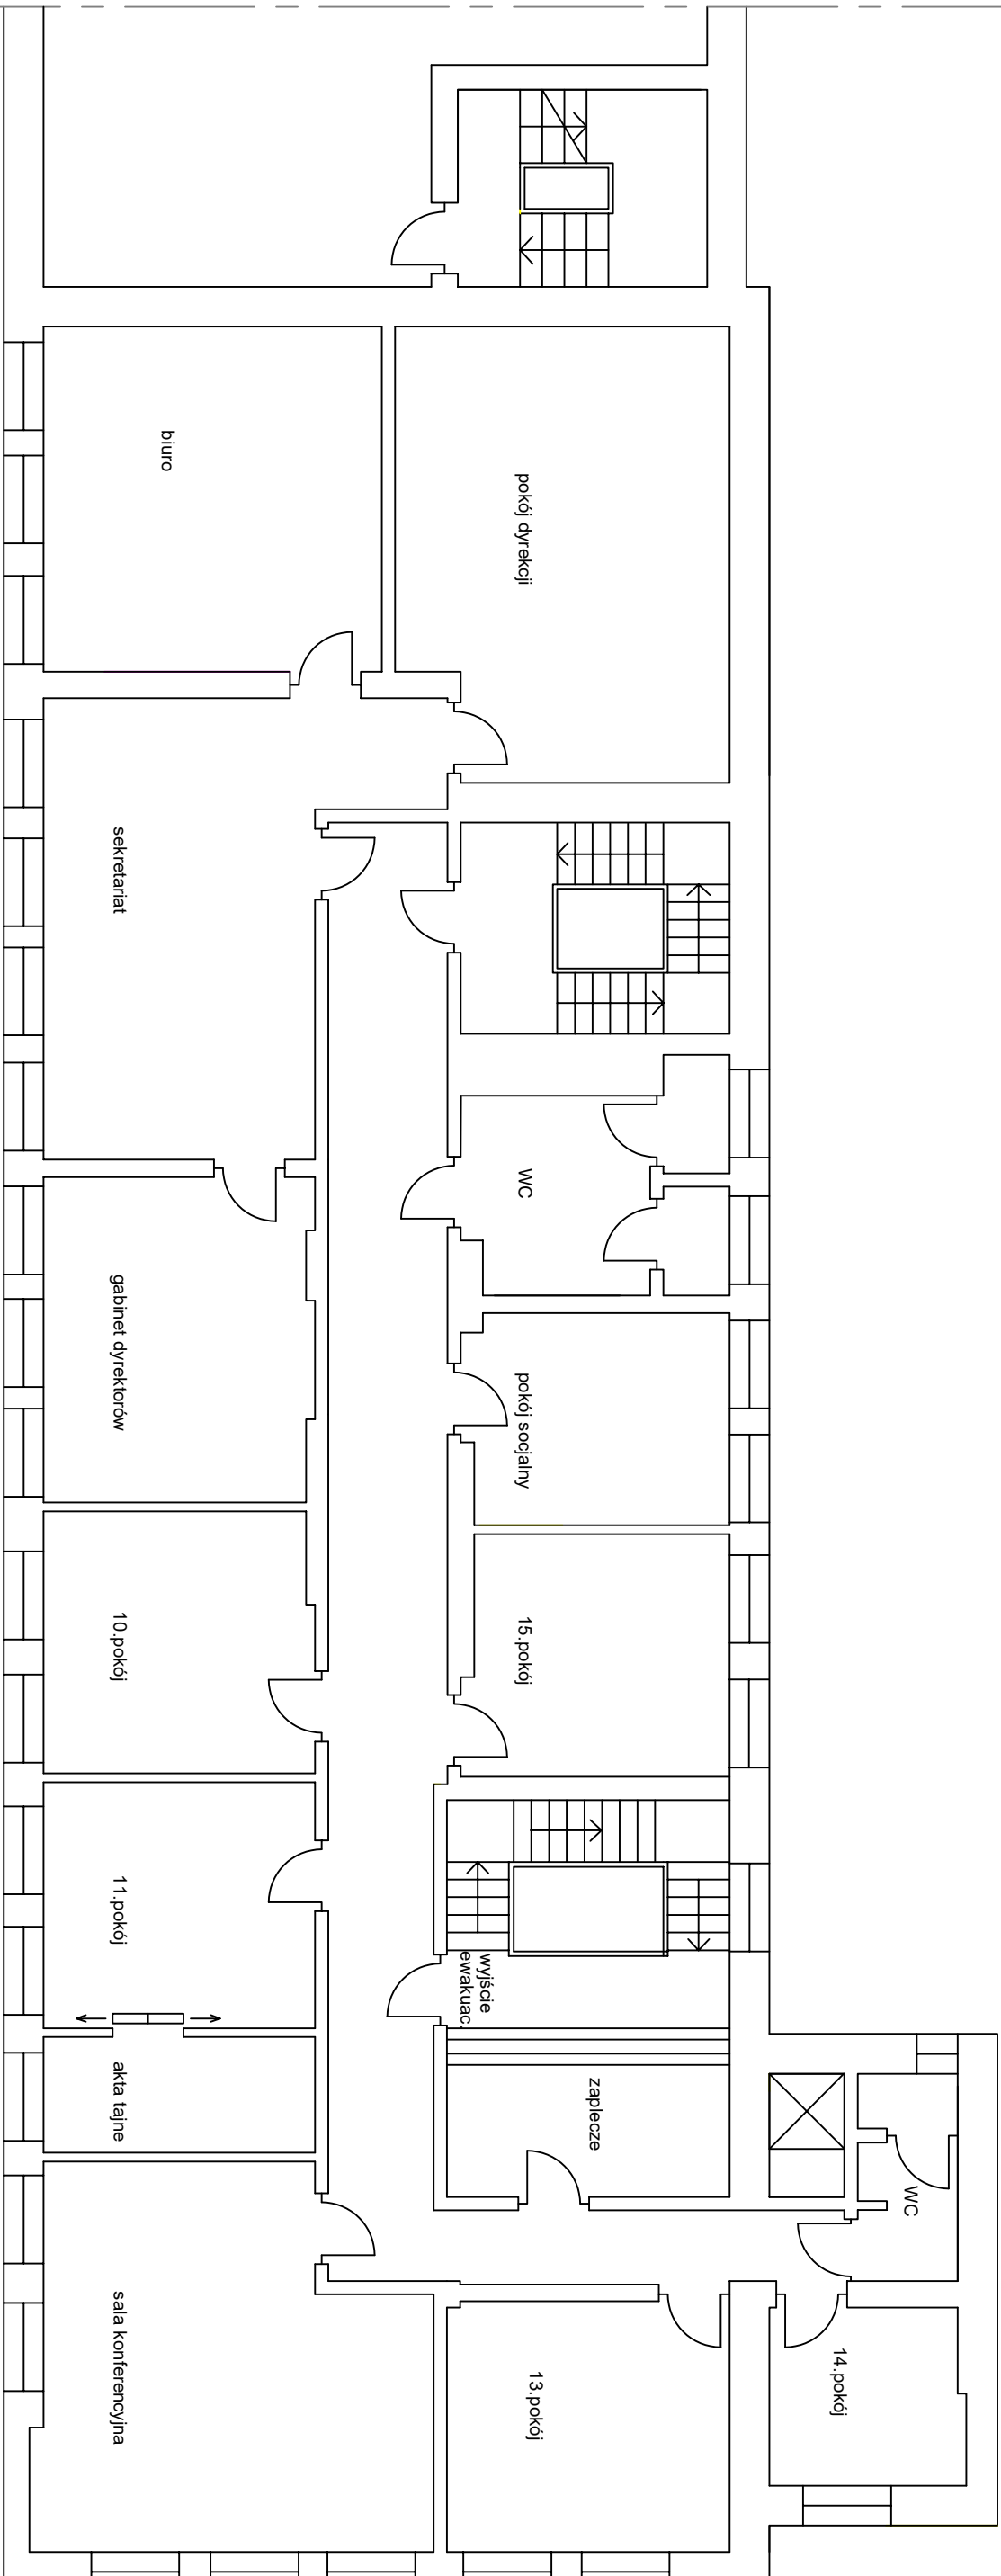 biuro
pokój dyrekcji
sekretariat
WC
gabinet dyrektorów
pokój socjalny
10.pokój
15.pokój
11.pokój
wyjście
ewakuac.
akta tajne
zaplecze
WC
sala konferencyjna
13.pokój
14.pokój